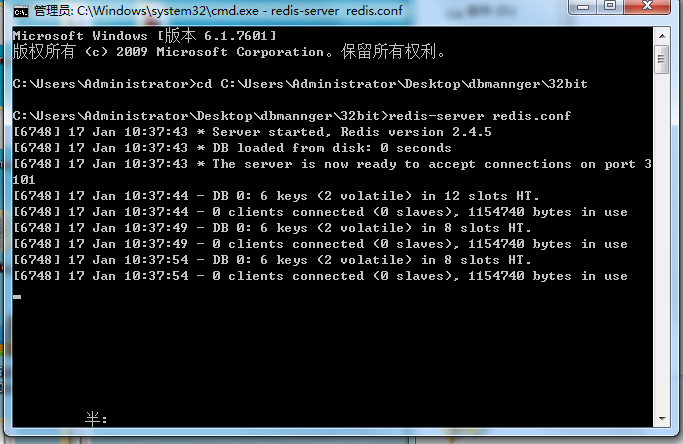 管理员: C:\Windows\system32\cmd.exe - redis-server redis.conf
Microsoft Windows [版本 6.1.7601]
版权所有 (c) 2009 Microsoft Corporation。保留所有权利。
C:\Users\Administrator>cd C:\Users\Administrator\Desktop\dbmannger\32bit
C:\Users\Administrator\Desktop\dbmannger\32bit>redis-server redis.conf
[6748] 17 Jan 10:37:43 * Server started, Redis version 2.4.5
[6748] 17 Jan 10:37:43 * DB loaded from disk: 0 seconds
[6748] 17 Jan 10:37:43 * The server is now ready to accept connections on port 3
101
[6748] 17 Jan 10:37:44 - DB 0: 6 keys (2 volatile) in 12 slots HT.
[6748] 17 Jan 10:37:44 - 0 clients connected (0 slaves), 1154740 bytes in use
[6748] 17 Jan 10:37:49 - DB 0: 6 keys (2 volatile) in 8 slots HT.
[6748] 17 Jan 10:37:49 - 0 clients connected (0 slaves), 1154740 bytes in use
[6748] 17 Jan 10:37:54 - DB 0: 6 keys (2 volatile) in 8 slots HT.
[6748] 17 Jan 10:37:54 - 0 clients connected (0 slaves), 1154740 bytes in use
半: